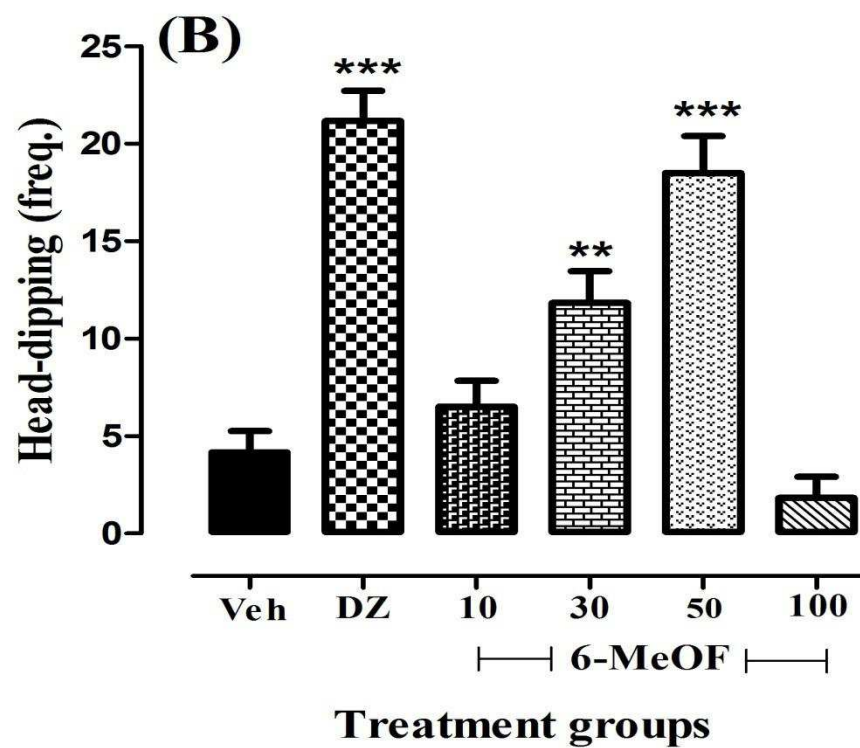 (B)
Head-dipping (freq.)
25
20
15
10
5
0
***
**
***
Veh DZ 10 30 50 100
6-MeOF
Treatment groups